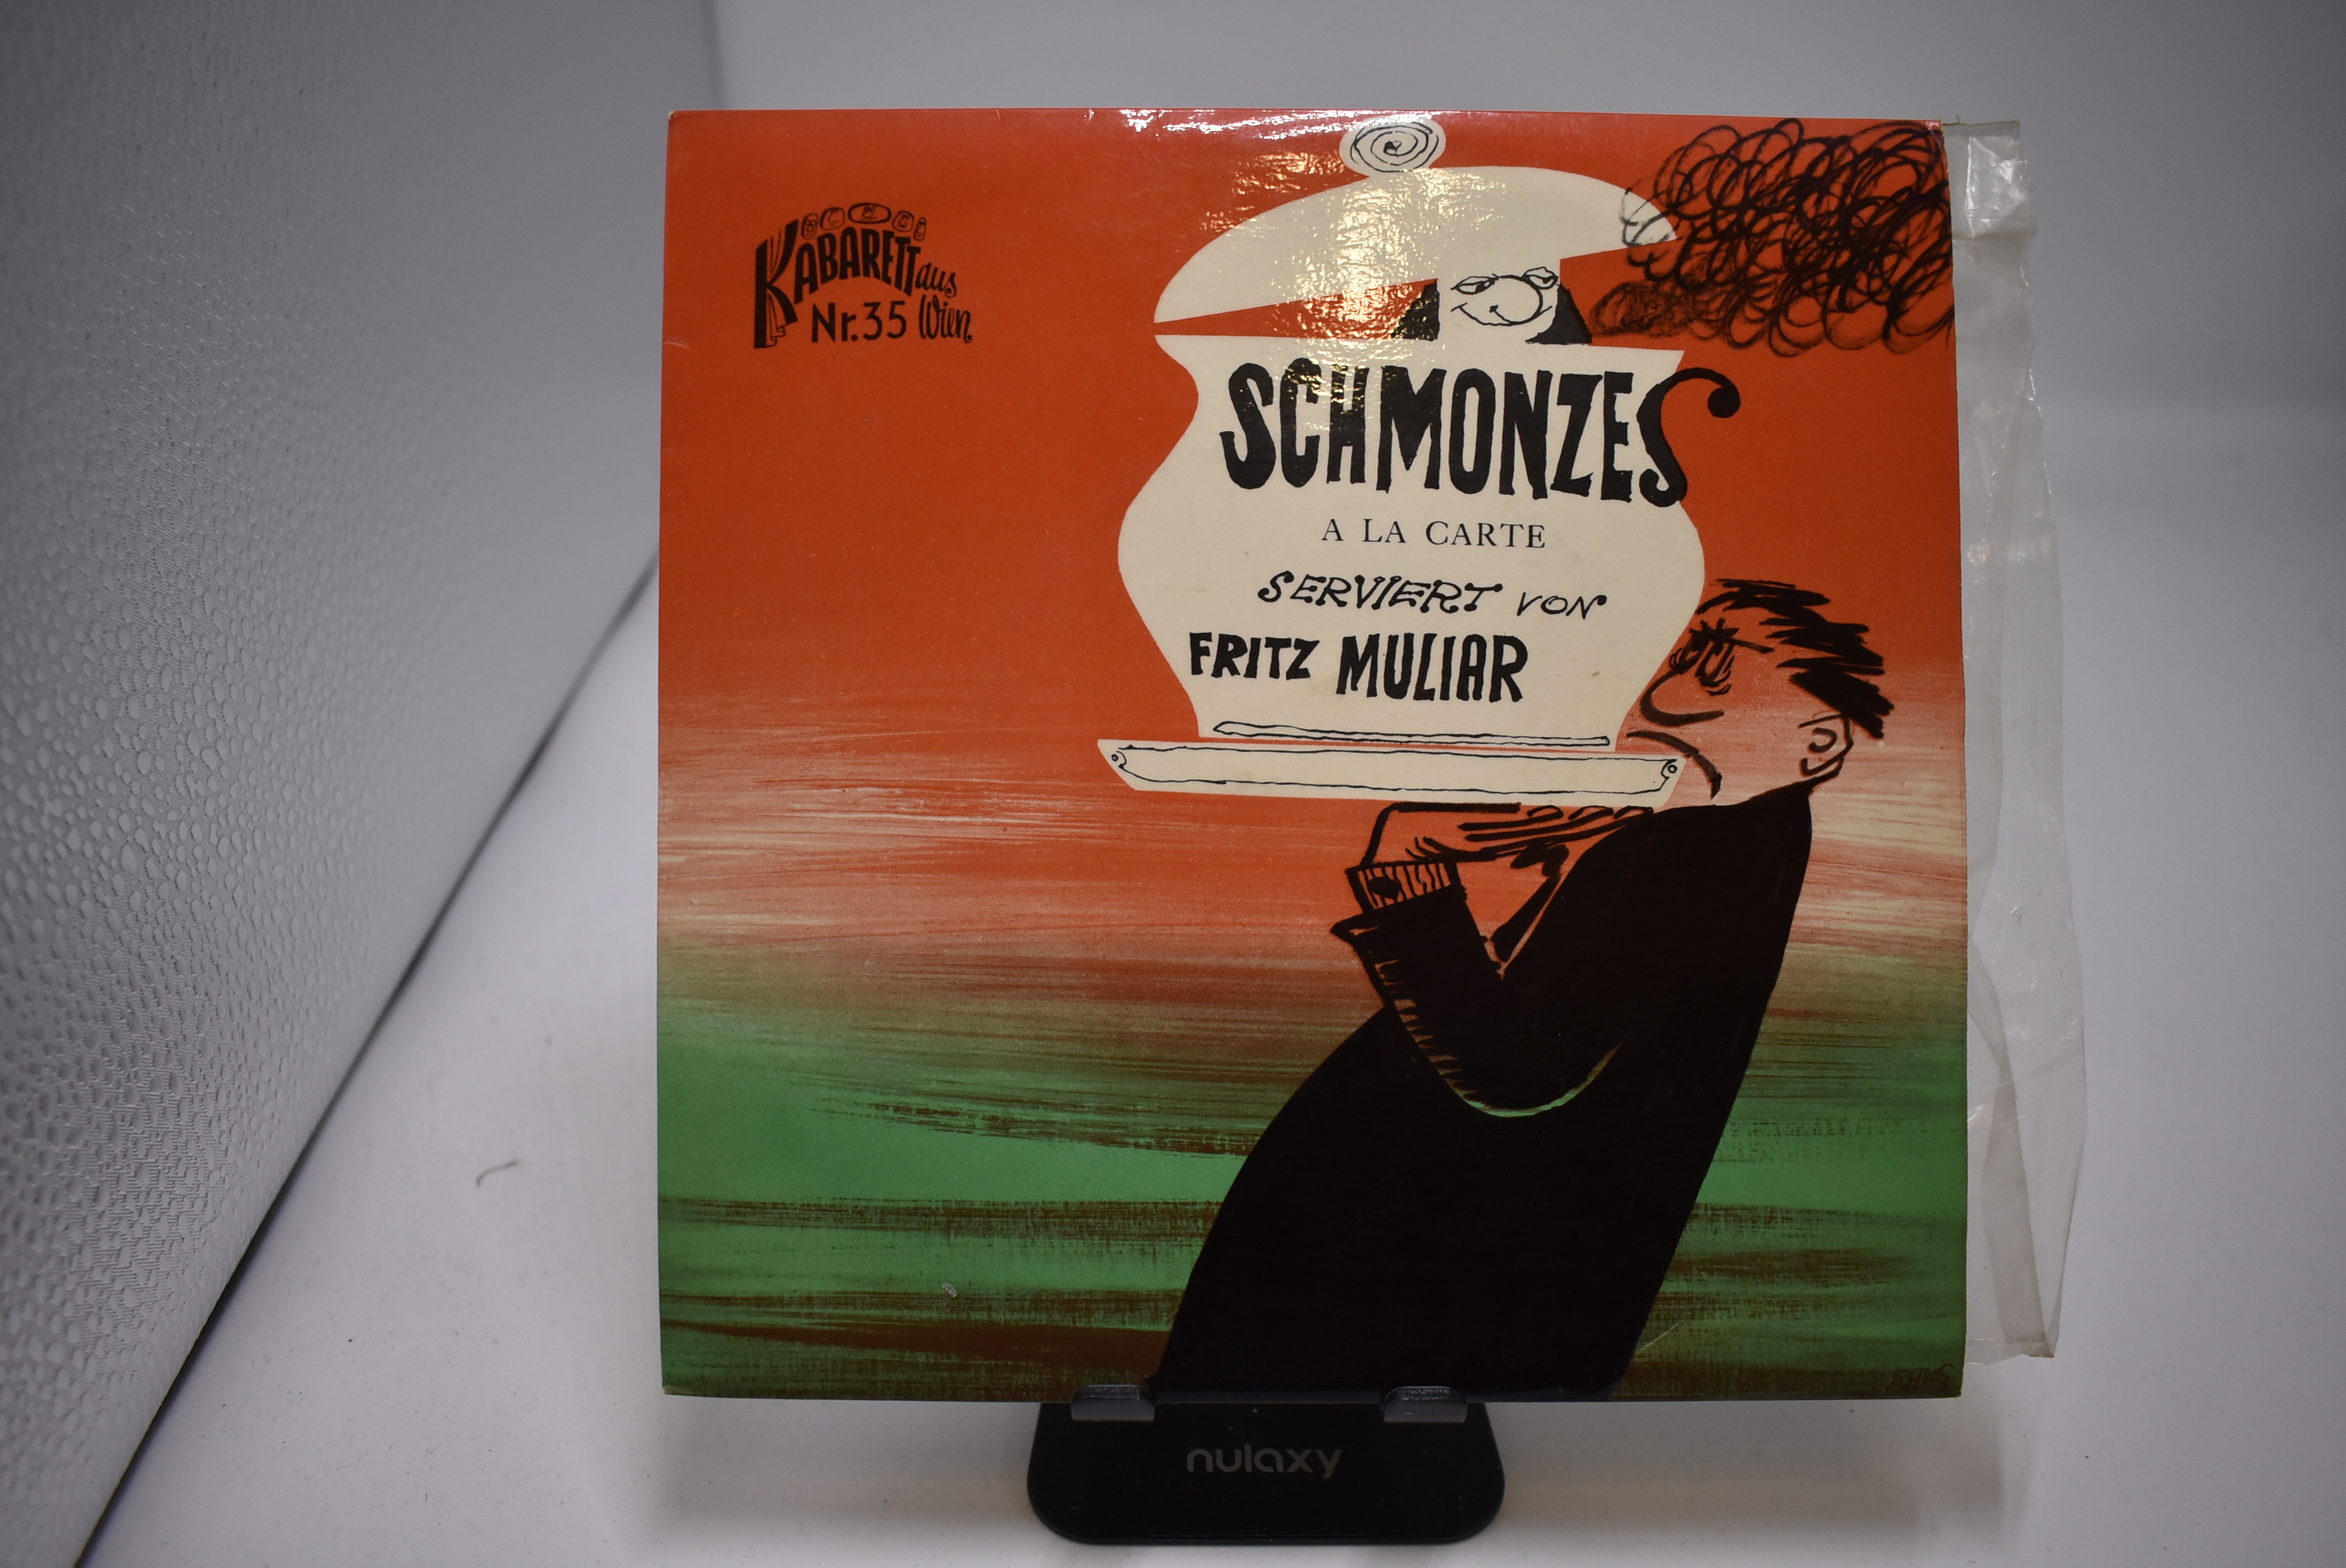 KABARETT aus
Nr.35 Wien
SCHMONZES
A LA CARTE
SERVIERT VON
FRITZ MULIAR
nulaxy